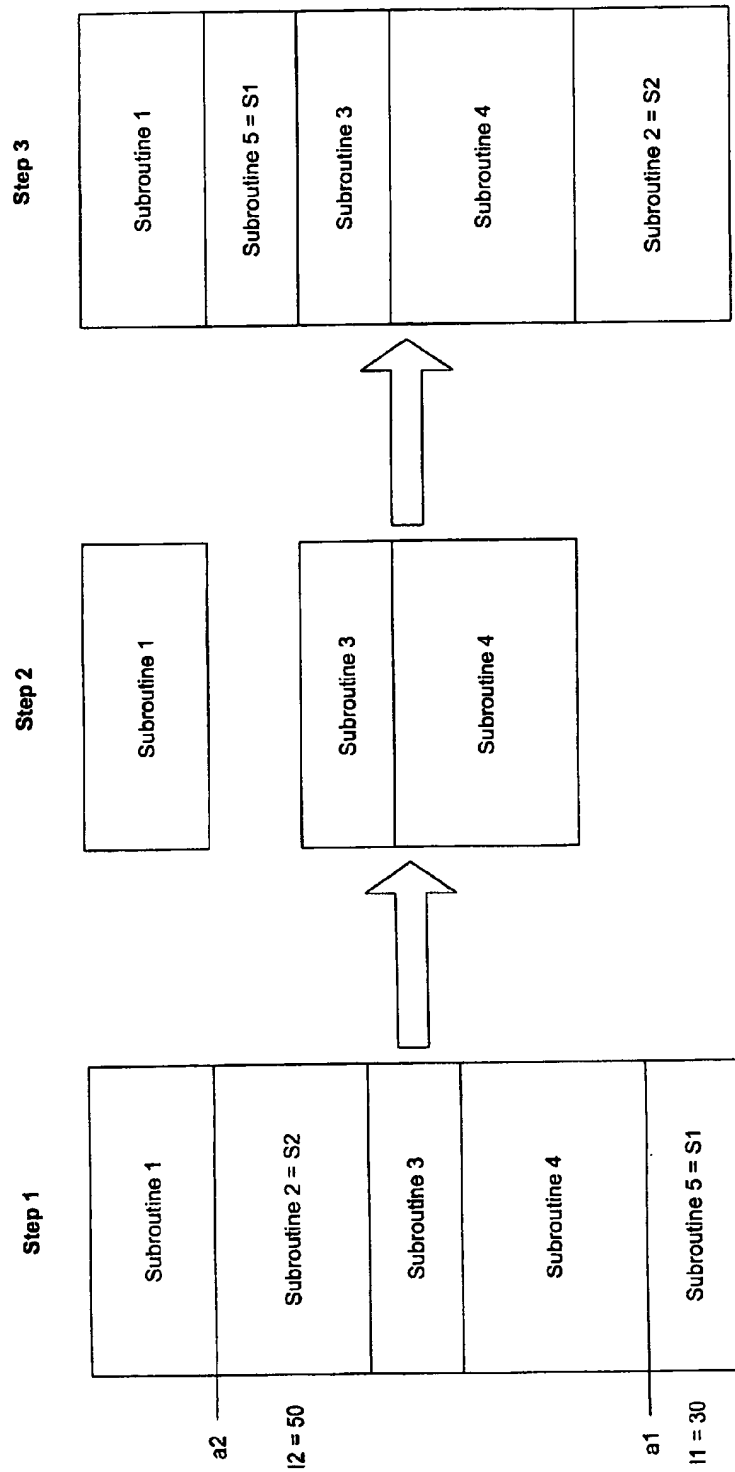 Step 1
Subroutine 1
a2
Subroutine 2 = S2
l2 = 50
Subroutine 3
Subroutine 4
a1
Subroutine 5 = S1
l1 = 30
Step 2
Subroutine 1
Subroutine 3
Subroutine 4
Step 3
Subroutine 1
Subroutine 5 = S1
Subroutine 3
Subroutine 4
Subroutine 2 = S2